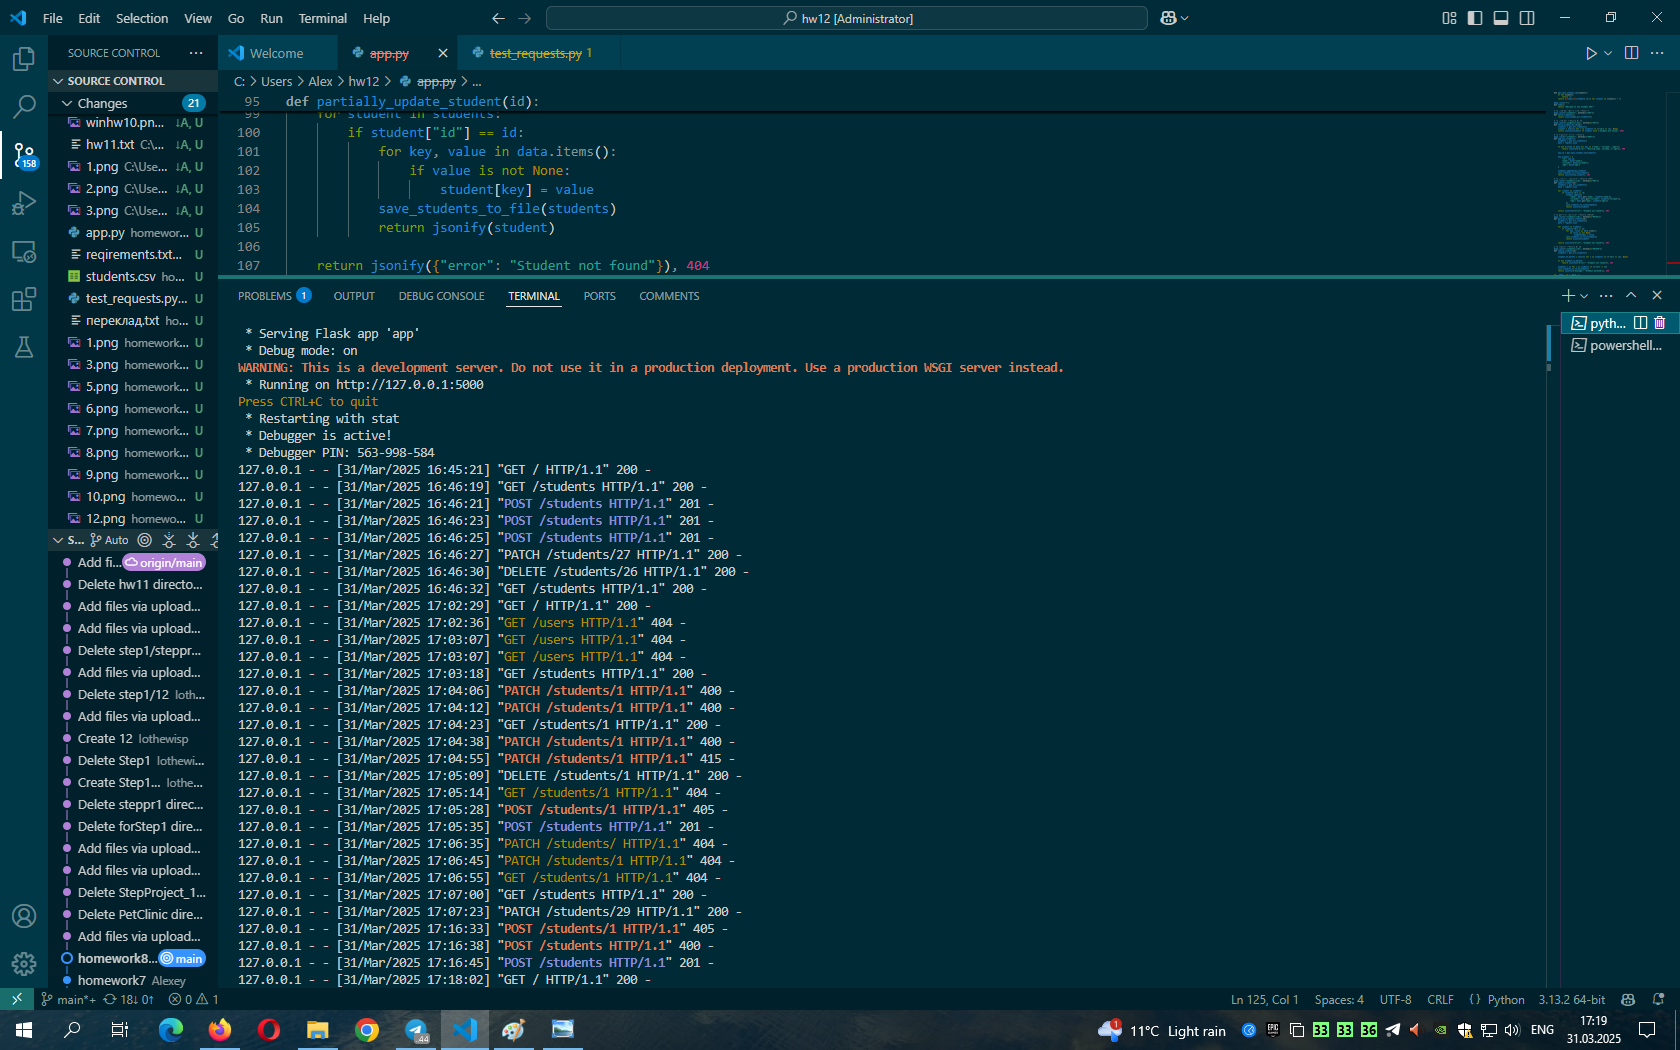 File Edit Selection View Go Run Terminal Help
hw12 [Administrator]
SOURCE CONTROL ...
Welcome
app.py
test_requests.py 1
SOURCE CONTROL
C: > Users > Alex > hw12 > app.py > ...
Changes 21
winhw10.pn... ↓A, U
hw11.txt C:\... ↓A, U
1.png C:\Use... ↓A, U
2.png C:\Use... ↓A, U
3.png C:\Use... ↓A, U
app.py homewor... U
reqirements.txt... U
students.csv ho... U
test_requests.py... U
переклад.txt ho... U
1.png homework... U
3.png homework... U
5.png homework... U
6.png homework... U
7.png homework... U
8.png homework... U
9.png homework... U
10.png homewo... U
12.png homewo... U
158
S... Auto
Add fi... origin/main
Delete hw11 directo...
Add files via upload...
Add files via upload...
Delete step1/steppr...
Add files via upload...
Delete step1/12 loth...
Add files via upload...
Create 12 lothewisp
Delete Step1 lothewi...
Create Step1... lothe...
Delete steppr1 direc...
Delete forStep1 dire...
Add files via upload...
Add files via upload...
Delete StepProject_1...
Delete PetClinic dire...
Add files via upload...
homework8... main
homework7 Alexey
95 def partially_update_student(id):
99 for student in students:
100 if student["id"] == id:
101 for key, value in data.items():
102 if value is not None:
103 student[key] = value
104 save_students_to_file(students)
105 return jsonify(student)
106
107 return jsonify({"error": "Student not found"}), 404
PROBLEMS 1 OUTPUT DEBUG CONSOLE TERMINAL PORTS COMMENTS
pyth...
powershell...
* Serving Flask app 'app'
* Debug mode: on
WARNING: This is a development server. Do not use it in a production deployment. Use a production WSGI server instead.
* Running on http://127.0.0.1:5000
Press CTRL+C to quit
* Restarting with stat
* Debugger is active!
* Debugger PIN: 563-998-584
127.0.0.1 - - [31/Mar/2025 16:45:21] "GET / HTTP/1.1" 200 -
127.0.0.1 - - [31/Mar/2025 16:46:19] "GET /students HTTP/1.1" 200 -
127.0.0.1 - - [31/Mar/2025 16:46:21] "POST /students HTTP/1.1" 201 -
127.0.0.1 - - [31/Mar/2025 16:46:23] "POST /students HTTP/1.1" 201 -
127.0.0.1 - - [31/Mar/2025 16:46:25] "POST /students HTTP/1.1" 201 -
127.0.0.1 - - [31/Mar/2025 16:46:27] "PATCH /students/27 HTTP/1.1" 200 -
127.0.0.1 - - [31/Mar/2025 16:46:30] "DELETE /students/26 HTTP/1.1" 200 -
127.0.0.1 - - [31/Mar/2025 16:46:32] "GET /students HTTP/1.1" 200 -
127.0.0.1 - - [31/Mar/2025 17:02:29] "GET / HTTP/1.1" 200 -
127.0.0.1 - - [31/Mar/2025 17:02:36] "GET /users HTTP/1.1" 404 -
127.0.0.1 - - [31/Mar/2025 17:03:07] "GET /users HTTP/1.1" 404 -
127.0.0.1 - - [31/Mar/2025 17:03:07] "GET /users HTTP/1.1" 404 -
127.0.0.1 - - [31/Mar/2025 17:03:18] "GET /students HTTP/1.1" 200 -
127.0.0.1 - - [31/Mar/2025 17:04:06] "PATCH /students/1 HTTP/1.1" 400 -
127.0.0.1 - - [31/Mar/2025 17:04:12] "PATCH /students/1 HTTP/1.1" 400 -
127.0.0.1 - - [31/Mar/2025 17:04:23] "GET /students/1 HTTP/1.1" 200 -
127.0.0.1 - - [31/Mar/2025 17:04:38] "PATCH /students/1 HTTP/1.1" 400 -
127.0.0.1 - - [31/Mar/2025 17:04:55] "PATCH /students/1 HTTP/1.1" 415 -
127.0.0.1 - - [31/Mar/2025 17:05:09] "DELETE /students/1 HTTP/1.1" 200 -
127.0.0.1 - - [31/Mar/2025 17:05:14] "GET /students/1 HTTP/1.1" 404 -
127.0.0.1 - - [31/Mar/2025 17:05:28] "POST /students/1 HTTP/1.1" 405 -
127.0.0.1 - - [31/Mar/2025 17:05:35] "POST /students HTTP/1.1" 201 -
127.0.0.1 - - [31/Mar/2025 17:06:35] "PATCH /students/ HTTP/1.1" 404 -
127.0.0.1 - - [31/Mar/2025 17:06:45] "PATCH /students/1 HTTP/1.1" 404 -
127.0.0.1 - - [31/Mar/2025 17:06:55] "GET /students/1 HTTP/1.1" 404 -
127.0.0.1 - - [31/Mar/2025 17:07:00] "GET /students HTTP/1.1" 200 -
127.0.0.1 - - [31/Mar/2025 17:07:23] "PATCH /students/29 HTTP/1.1" 200 -
127.0.0.1 - - [31/Mar/2025 17:16:33] "POST /students/1 HTTP/1.1" 405 -
127.0.0.1 - - [31/Mar/2025 17:16:38] "POST /students HTTP/1.1" 400 -
127.0.0.1 - - [31/Mar/2025 17:16:45] "POST /students HTTP/1.1" 201 -
127.0.0.1 - - [31/Mar/2025 17:18:02] "GET / HTTP/1.1" 200 -
main*+ 18↓ 0↑ 0 1
Ln 125, Col 1 Spaces: 4 UTF-8 CRLF {} Python 3.13.2 64-bit
44
1 11°C Light rain 33 33 36 ENG
17:19
31.03.2025